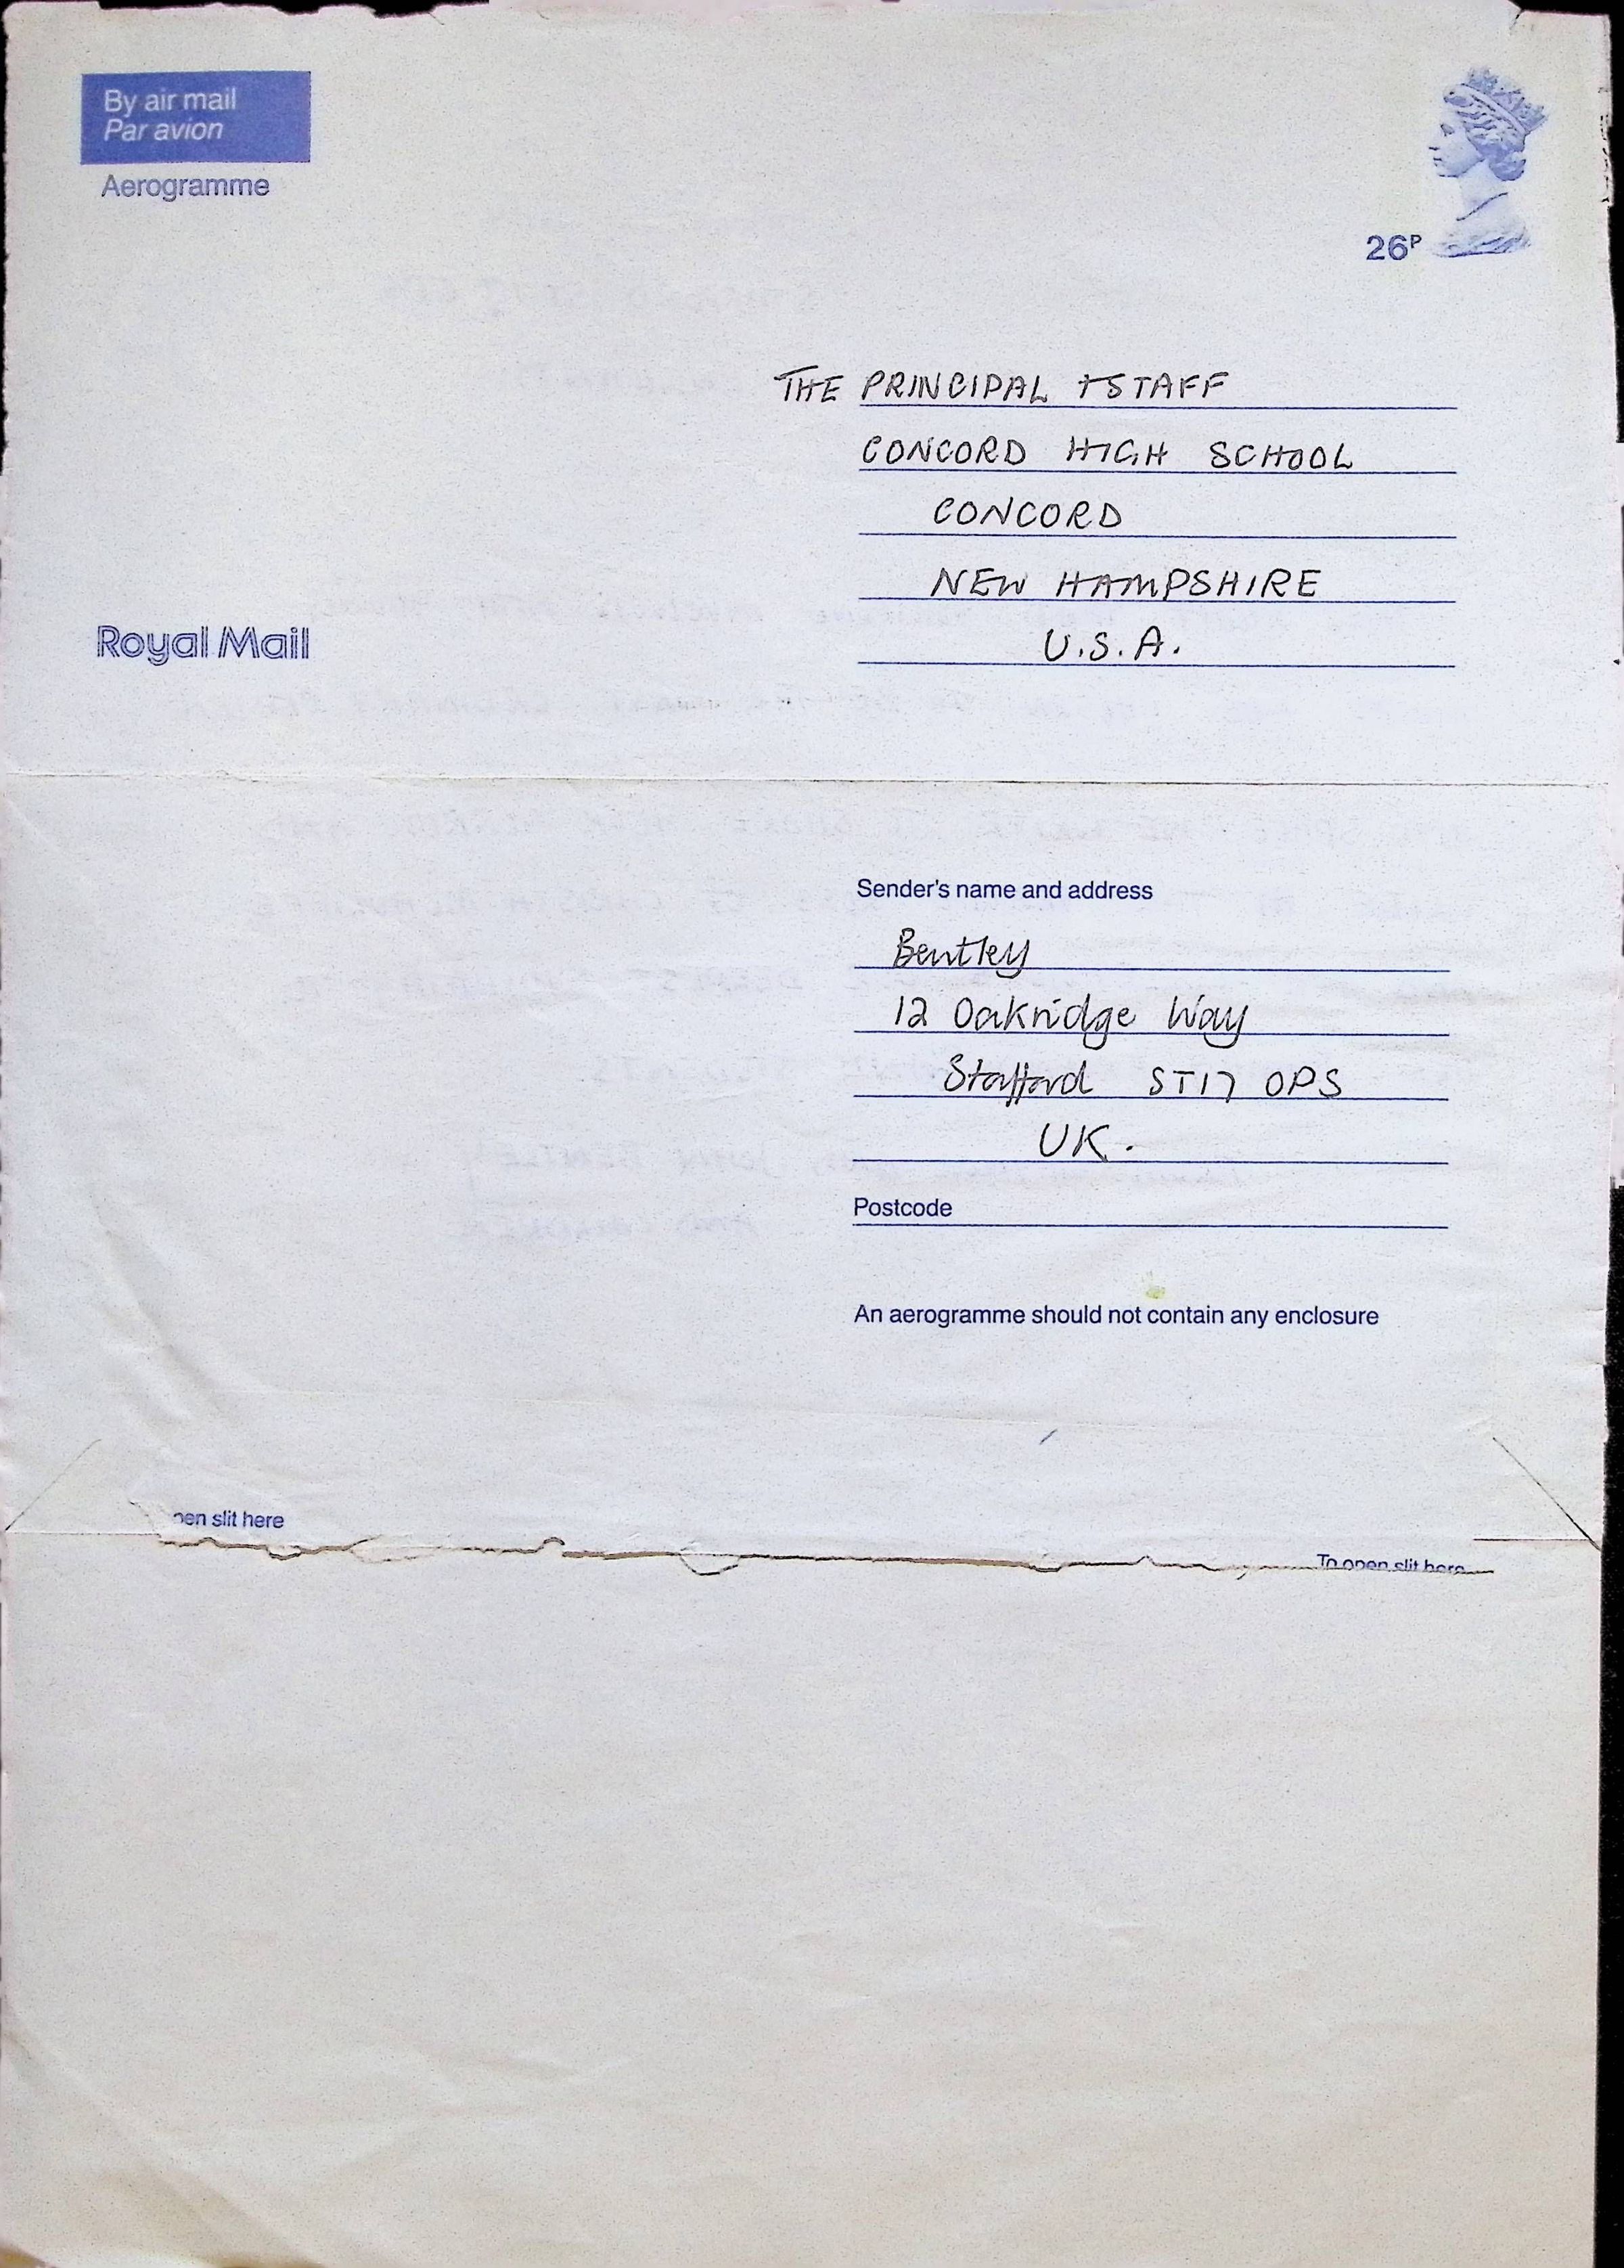 By air mail
Par avion
Aerogramme
26P
THE PRINCIPAL + STAFF
CONCORD HIGH SCHOOL
CONCORD
NEW HAMPSHIRE
U.S.A.
Royal Mail
Sender's name and address
Bentley
12 Oakridge Way
Stafford ST17 0PS
UK.
Postcode
An aerogramme should not contain any enclosure
pen slit here
To open slit here